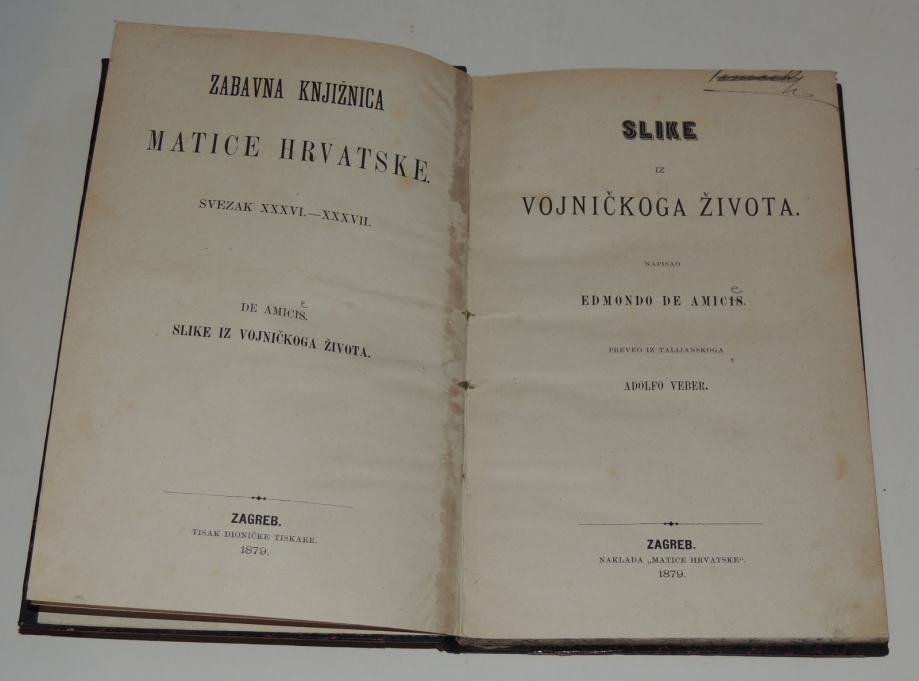 ZABAVNA KNJIŽNICA
MATICE HRVATSKE.
SVEZAK XXXVI.—XXXVII.
DE AMICIS.
SLIKE IZ VOJNIČKOGA ŽIVOTA.
ZAGREB.
TISAK DIONIČKE TISKARE.
1879.
SLIKE
IZ
VOJNIČKOGA ŽIVOTA.
NAPISAO
EDMONDO DE AMICIS.
PREVEO IZ TALIJANSKOGA
ADOLFO VEBER.
ZAGREB.
NAKLADA „MATICE HRVATSKE“.
1879.